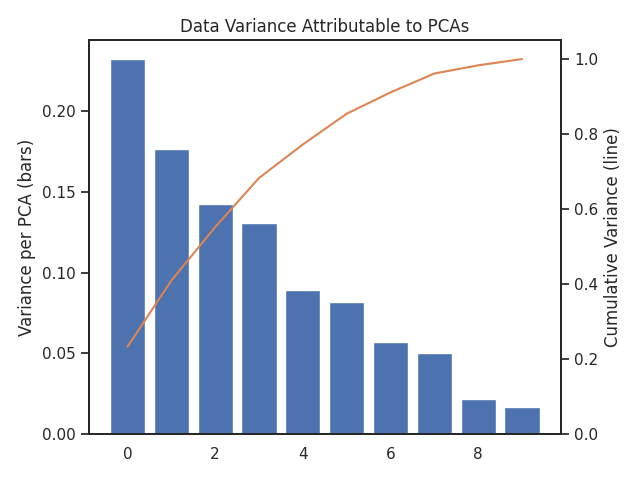 Data Variance Attributable to PCAs
Variance per PCA (bars)
0.20
0.15
0.10
0.05
0.00
0 2 4 6 8
1.0
0.8
0.6
0.4
0.2
0.0
Cumulative Variance (line)